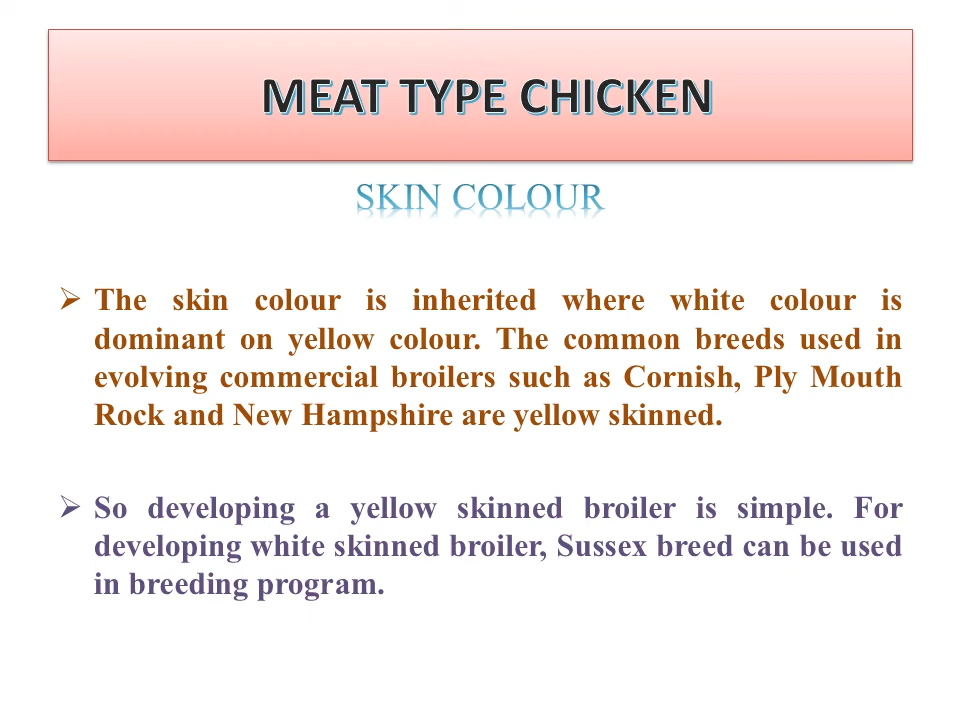 MEAT TYPE CHICKEN
SKIN COLOUR
➢ The skin colour is inherited where white colour is
dominant on yellow colour. The common breeds used in
evolving commercial broilers such as Cornish, Ply Mouth
Rock and New Hampshire are yellow skinned.
➢ So developing a yellow skinned broiler is simple. For
developing white skinned broiler, Sussex breed can be used
in breeding program.